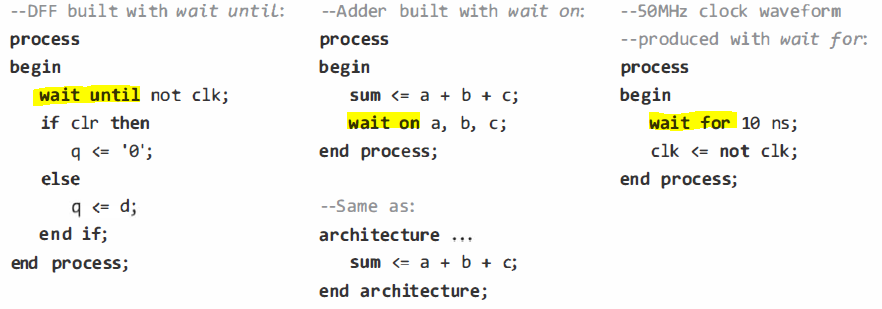 --DFF built with wait until:
process
begin
wait until not clk;
if clr then
q <= '0';
else
q <= d;
end if;
end process;
--Adder built with wait on:
process
begin
sum <= a + b + c;
wait on a, b, c;
end process;
--Same as:
architecture ...
sum <= a + b + c;
end architecture;
--50MHz clock waveform
--produced with wait for:
process
begin
wait for 10 ns;
clk <= not clk;
end process;